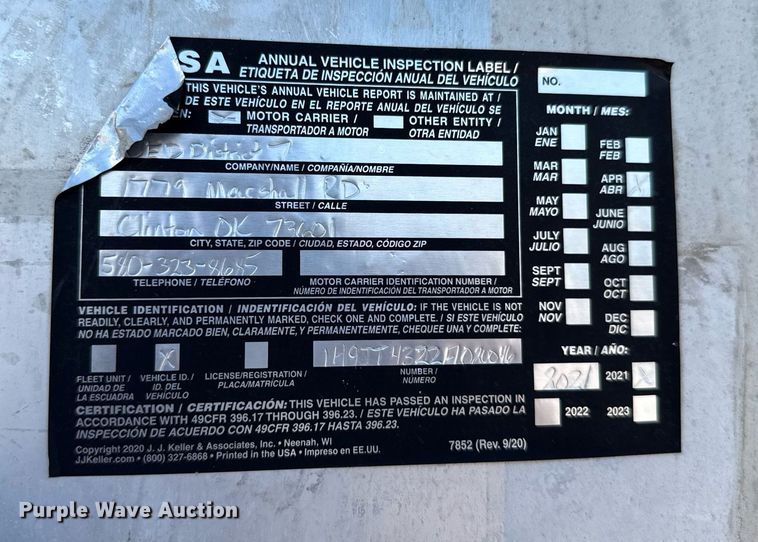 SA
ANNUAL VEHICLE INSPECTION LABEL /
ETIQUETA DE INSPECCIÓN ANUAL DEL VEHÍCULO
THIS VEHICLE'S ANNUAL VEHICLE REPORT IS MAINTAINED AT /
DE ESTE VEHÍCULO EN EL REPORTE ANUAL DEL VEHÍCULO SE
EN:
MOTOR CARRIER /
TRANSPORTADOR A MOTOR
OTHER ENTITY /
OTRA ENTIDAD
District 7
COMPANY/NAME / COMPAÑIA/NOMBRE
1779 Marshall RD
STREET / CALLE
Clinton OK 73601
CITY, STATE, ZIP CODE / CIUDAD, ESTADO, CÓDIGO ZIP
580-323-8685
TELEPHONE / TELÉFONO
MOTOR CARRIER IDENTIFICATION NUMBER /
NÚMERO DE INDENTIFICACIÓN DEL TRANSPORTADOR A MOTOR
VEHICLE IDENTIFICATION / INDENTIFICACIÓN DEL VEHÍCULO: IF THE VEHICLE IS NOT
READILY, CLEARLY, AND PERMANENTLY MARKED, CHECK ONE AND COMPLETE. / SI ESTE VEHÍCULO
NO HA ESTADO MARCADO BIEN, CLARAMENTE, Y PERMANENTEMENTE, CHEQUEE UNA Y COMPLETE:
X
FLEET UNIT /
UNIDAD DE
LA ESCUADRA
VEHICLE ID. /
ID. DEL
VEHÍCULO
LICENSE/REGISTRATION /
PLACA/MATRÍCULA
NUMBER /
NÚMERO
CERTIFICATION / CERTIFICACIÓN: THIS VEHICLE HAS PASSED AN INSPECTION IN
ACCORDANCE WITH 49CFR 396.17 THROUGH 396.23. / ESTE VEHÍCULO HA PASADO LA
INSPECCIÓN DE ACUERDO CON 49CFR 396.17 HASTA 396.23.
Copyright 2020 J. J. Keller & Associates, Inc. • Neenah, WI
JJKeller.com • (800) 327-6868 • Printed in the USA • Impreso en EE.UU.
7852 (Rev. 9/20)
NO.
MONTH / MES:
JAN
ENE
FEB
FEB
MAR
MAR
APR
ABR
X
MAY
MAYO
JUNE
JUNIO
JULY
JULIO
AUG
AGO
SEPT
SEPT
OCT
OCT
NOV
NOV
DEC
DIC
YEAR / AÑO:
2021
2021
X
2022
2023
Purple Wave Auction